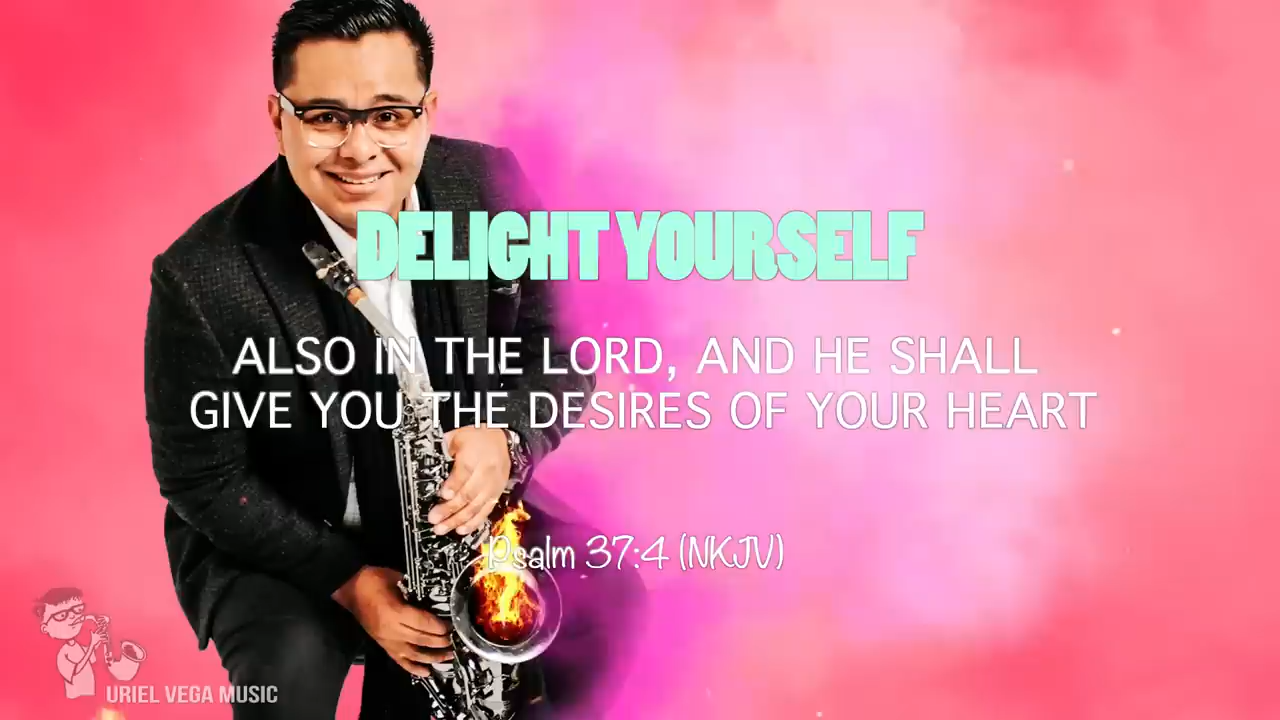 DELIGHT YOURSELF
ALSO IN THE LORD, AND HE SHALL
GIVE YOU THE DESIRES OF YOUR HEART
Psalm 37:4 (NKJV)
URIEL VEGA MUSIC